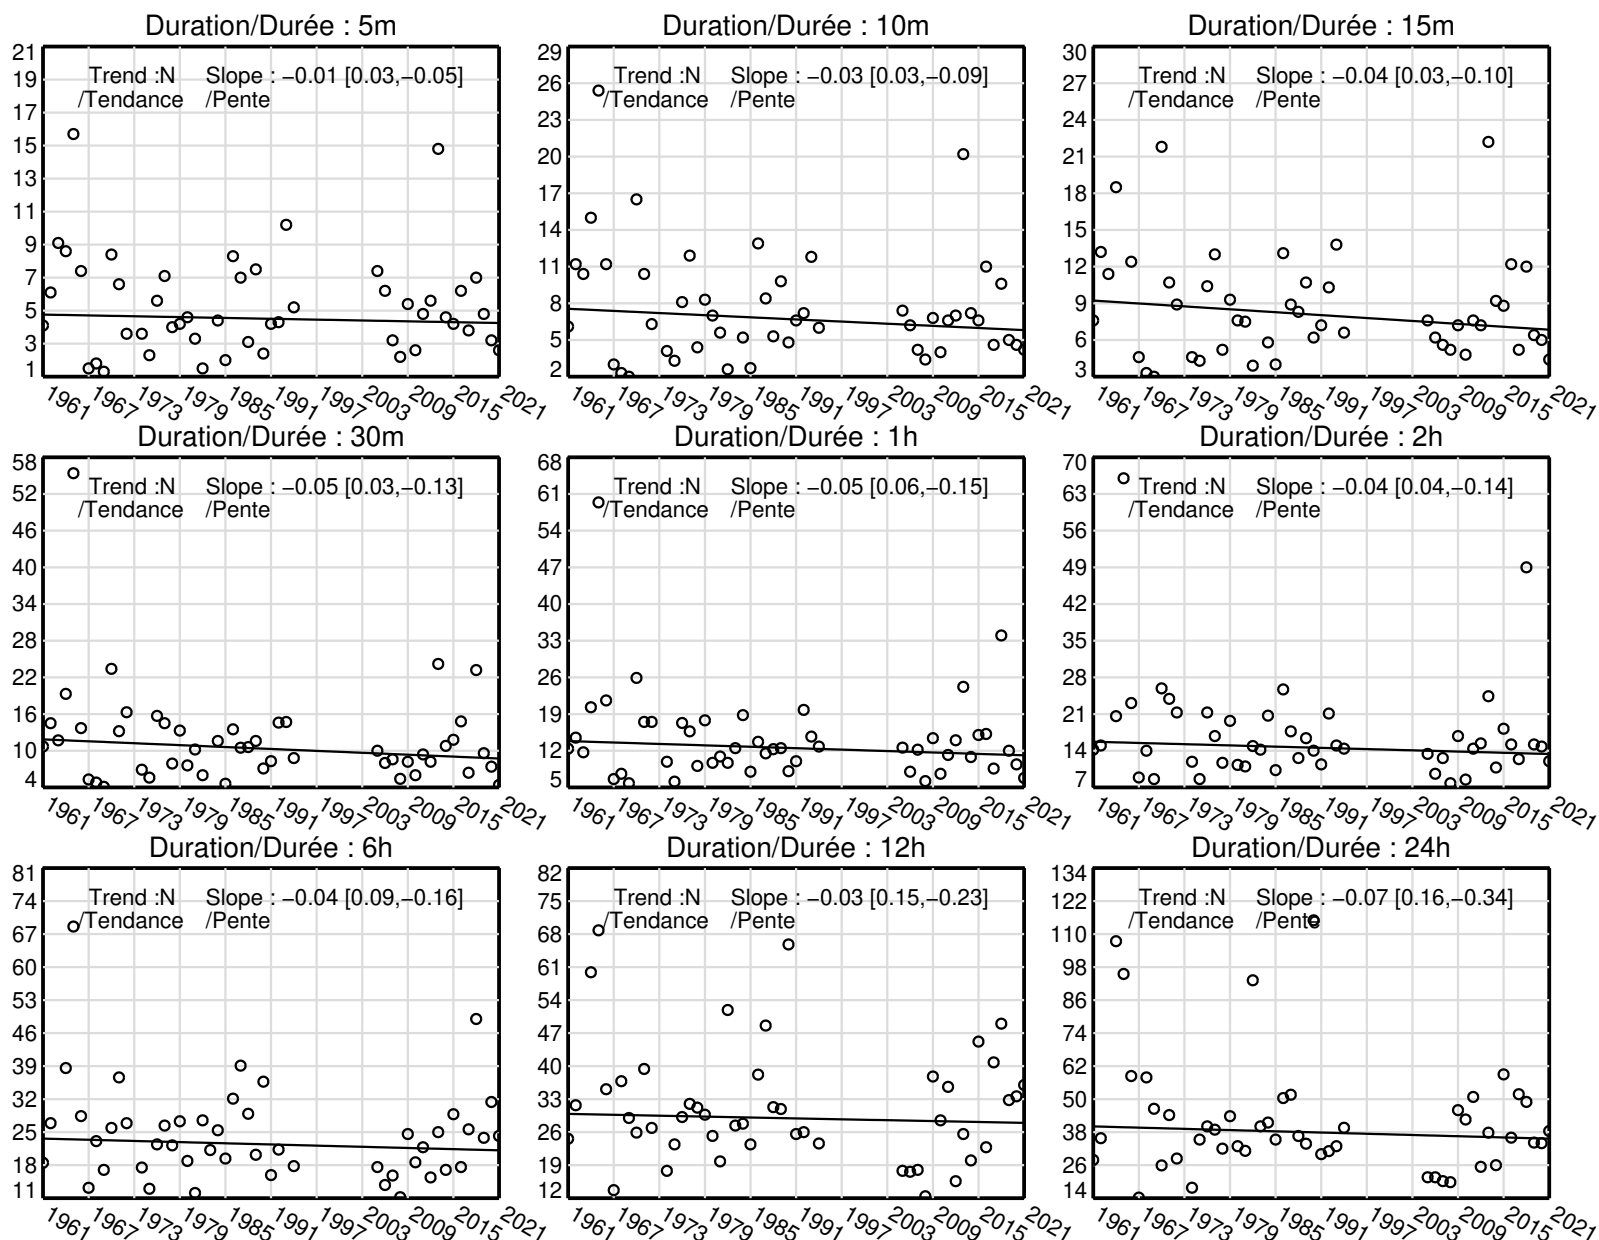 Duration/Durée : 5m
21
19
17
15
13
11
9
7
5
3
1
Trend :N Slope : −0.01 [0.03,−0.05]
/Tendance /Pente
1961 1967 1973 1979 1985 1991 1997 2003 2009 2015 2021
Duration/Durée : 10m
29
26
23
20
17
14
11
8
5
2
Trend :N Slope : −0.03 [0.03,−0.09]
/Tendance /Pente
1961 1967 1973 1979 1985 1991 1997 2003 2009 2015 2021
Duration/Durée : 15m
30
27
24
21
18
15
12
9
6
3
Trend :N Slope : −0.04 [0.03,−0.10]
/Tendance /Pente
1961 1967 1973 1979 1985 1991 1997 2003 2009 2015 2021
Duration/Durée : 30m
58
52
46
40
34
28
22
16
10
4
Trend :N Slope : −0.05 [0.03,−0.13]
/Tendance /Pente
1961 1967 1973 1979 1985 1991 1997 2003 2009 2015 2021
Duration/Durée : 1h
68
61
54
47
40
33
26
19
12
5
Trend :N Slope : −0.05 [0.06,−0.15]
/Tendance /Pente
1961 1967 1973 1979 1985 1991 1997 2003 2009 2015 2021
Duration/Durée : 2h
70
63
56
49
42
35
28
21
14
7
Trend :N Slope : −0.04 [0.04,−0.14]
/Tendance /Pente
1961 1967 1973 1979 1985 1991 1997 2003 2009 2015 2021
Duration/Durée : 6h
81
74
67
60
53
46
39
32
25
18
11
Trend :N Slope : −0.04 [0.09,−0.16]
/Tendance /Pente
1961 1967 1973 1979 1985 1991 1997 2003 2009 2015 2021
Duration/Durée : 12h
82
75
68
61
54
47
40
33
26
19
12
Trend :N Slope : −0.03 [0.15,−0.23]
/Tendance /Pente
1961 1967 1973 1979 1985 1991 1997 2003 2009 2015 2021
Duration/Durée : 24h
134
122
110
98
86
74
62
50
38
26
14
Trend :N Slope : −0.07 [0.16,−0.34]
/Tendance /Pente
1961 1967 1973 1979 1985 1991 1997 2003 2009 2015 2021